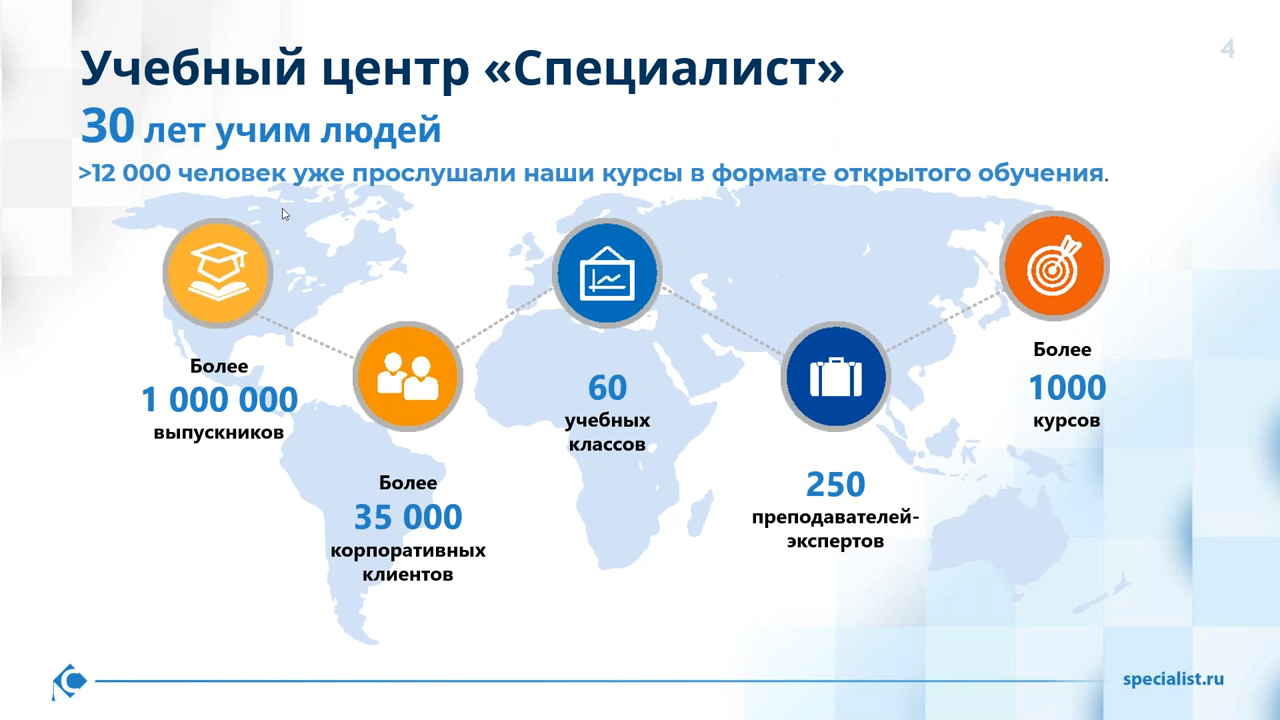 4
Учебный центр «Специалист»
30 лет учим людей
>12 000 человек уже прослушали наши курсы в формате открытого обучения.
Более
1 000 000
выпускников
Более
35 000
корпоративных
клиентов
60
учебных
классов
250
преподавателей-
экспертов
Более
1000
курсов
specialist.ru